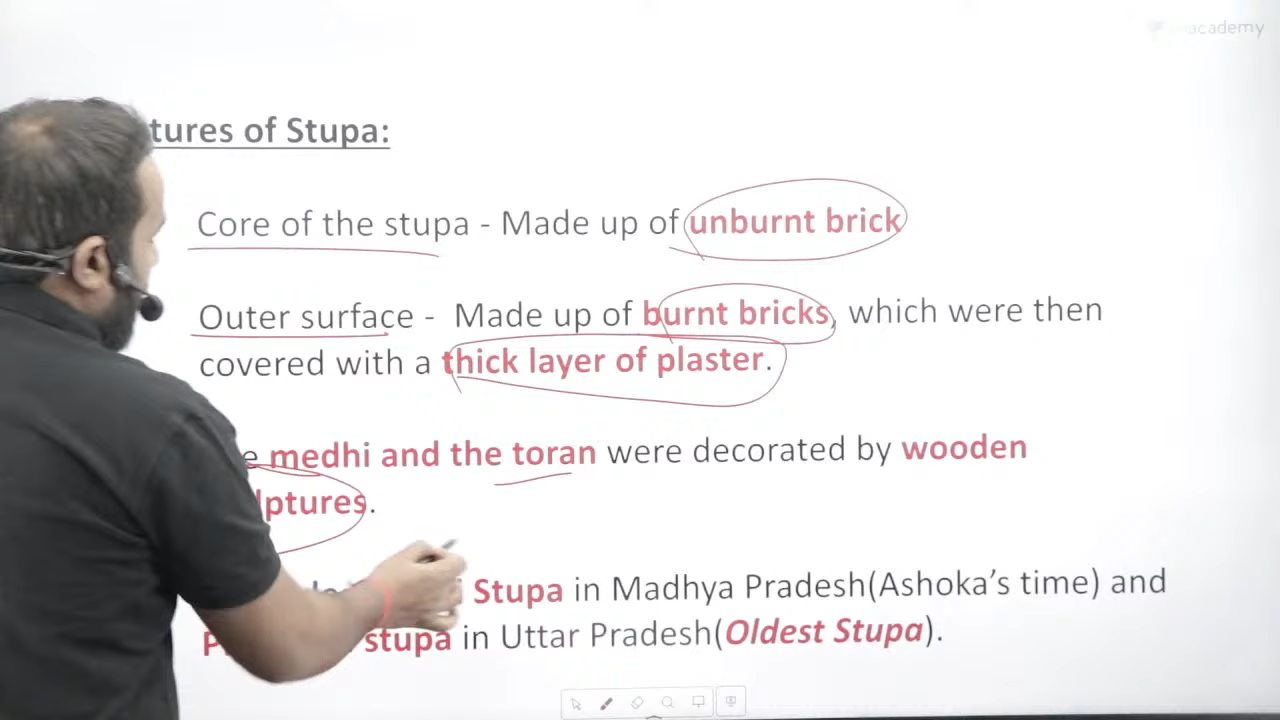 academy
tures of Stupa:
Core of the stupa - Made up of unburnt brick
Outer surface - Made up of burnt bricks, which were then
covered with a thick layer of plaster.
e medhi and the toran were decorated by wooden
lptures.
i Stupa in Madhya Pradesh(Ashoka's time) and
stupa in Uttar Pradesh(Oldest Stupa).